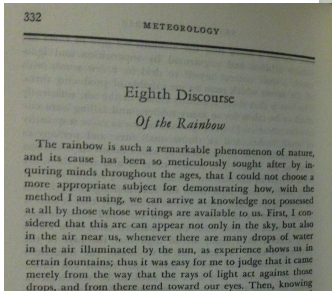 332
METEOROLOGY
Eighth Discourse
Of the Rainbow
The rainbow is such a remarkable phenomenon of nature,
and its cause has been so meticulously sought after by in-
quiring minds throughout the ages, that I could not choose a
more appropriate subject for demonstrating how, with the
method I am using, we can arrive at knowledge not possessed
at all by those whose writings are available to us. First, I con-
sidered that this arc can appear not only in the sky, but also
in the air near us, whenever there are many drops of water
in the air illuminated by the sun, as experience shows us in
certain fountains; thus it was easy for me to judge that it came
merely from the way that the rays of light act against those
drops, and from there tend toward our eyes. Then, knowing